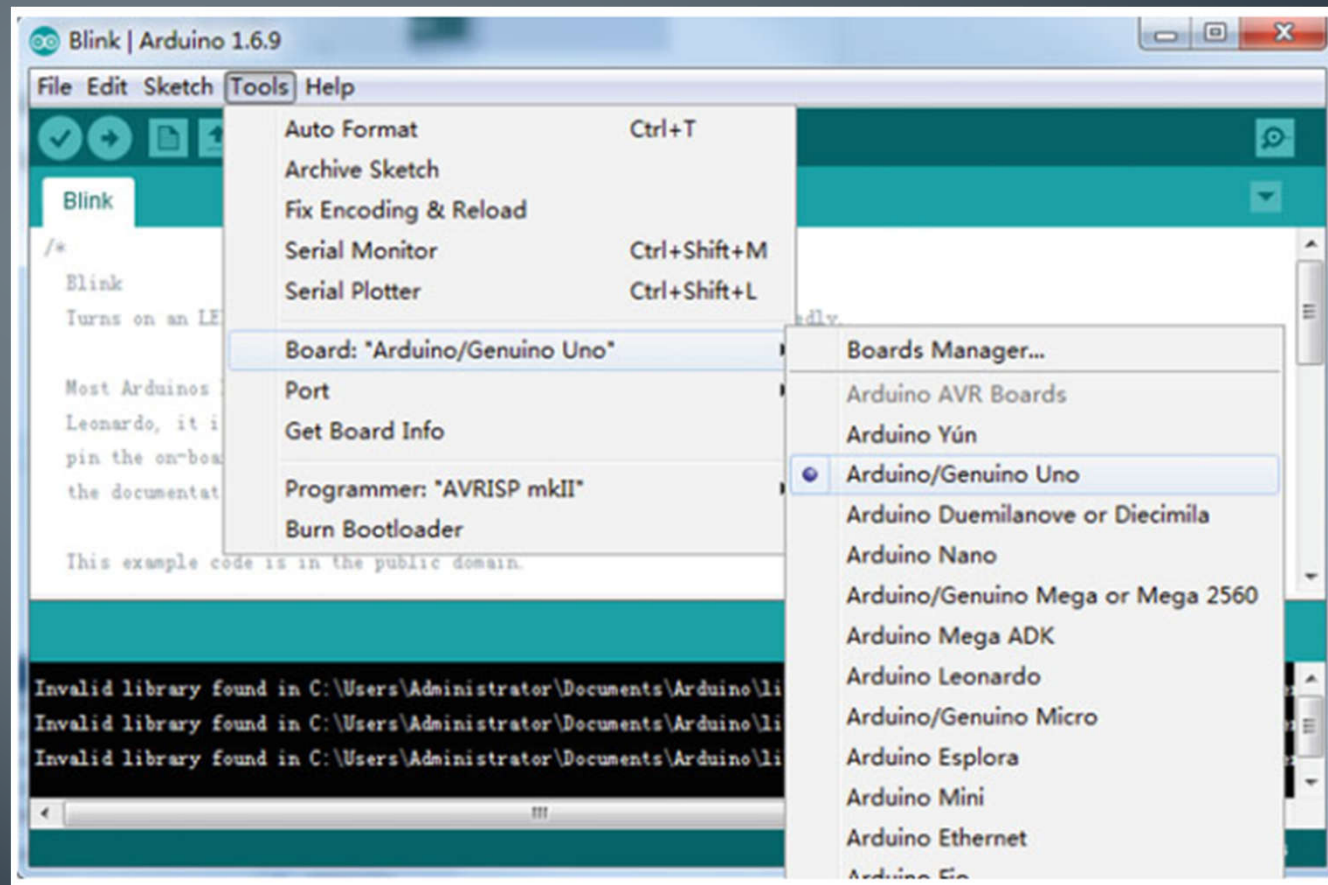 Blink | Arduino 1.6.9
File Edit Sketch Tools Help
Auto Format Ctrl+T
Archive Sketch
Fix Encoding & Reload
Serial Monitor Ctrl+Shift+M
Serial Plotter Ctrl+Shift+L
Board: "Arduino/Genuino Uno"
Port
Get Board Info
Programmer: "AVRISP mkII"
Burn Bootloader
Boards Manager...
Arduino AVR Boards
Arduino Yún
Arduino/Genuino Uno
Arduino Duemilanove or Diecimila
Arduino Nano
Arduino/Genuino Mega or Mega 2560
Arduino Mega ADK
Arduino Leonardo
Arduino/Genuino Micro
Arduino Esplora
Arduino Mini
Arduino Ethernet
Arduino Fio
Blink
/*
Blink
Turns on an LE
edly.
Most Arduinos
Leonardo, it i
pin the on-boa
the documentat
This example code is in the public domain.
Invalid library found in C:\Users\Administrator\Documents\Arduino\li
Invalid library found in C:\Users\Administrator\Documents\Arduino\li
Invalid library found in C:\Users\Administrator\Documents\Arduino\li